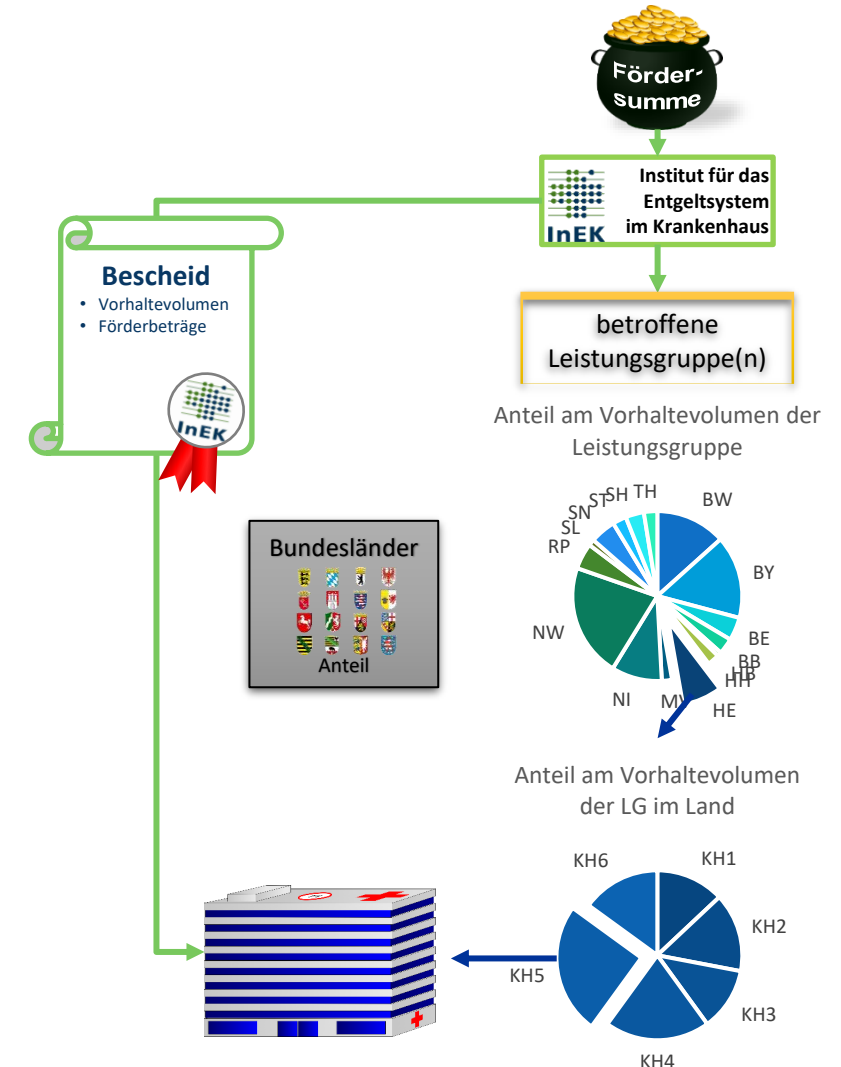 Förder-
summe
InEK
Institut für das
Entgeltsystem
im Krankenhaus
Bescheid
• Vorhaltevolumen
• Förderbeträge
InEK
betroffene
Leistungsgruppe(n)
Anteil am Vorhaltevolumen der
Leistungsgruppe
BW
BY
BE
BB
HB
HH
HE
MV
NI
NW
RP
SL
SN
ST
SH
TH
Bundesländer
Anteil
Anteil am Vorhaltevolumen
der LG im Land
KH1
KH2
KH3
KH4
KH5
KH6